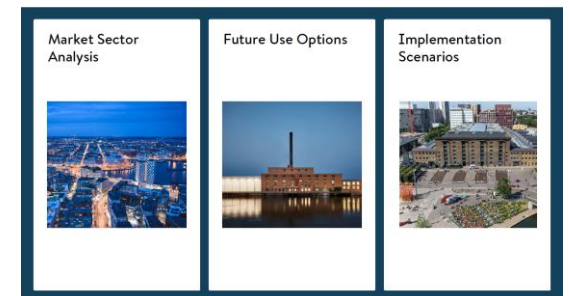 Market Sector
Analysis
Future Use Options
Implementation
Scenarios